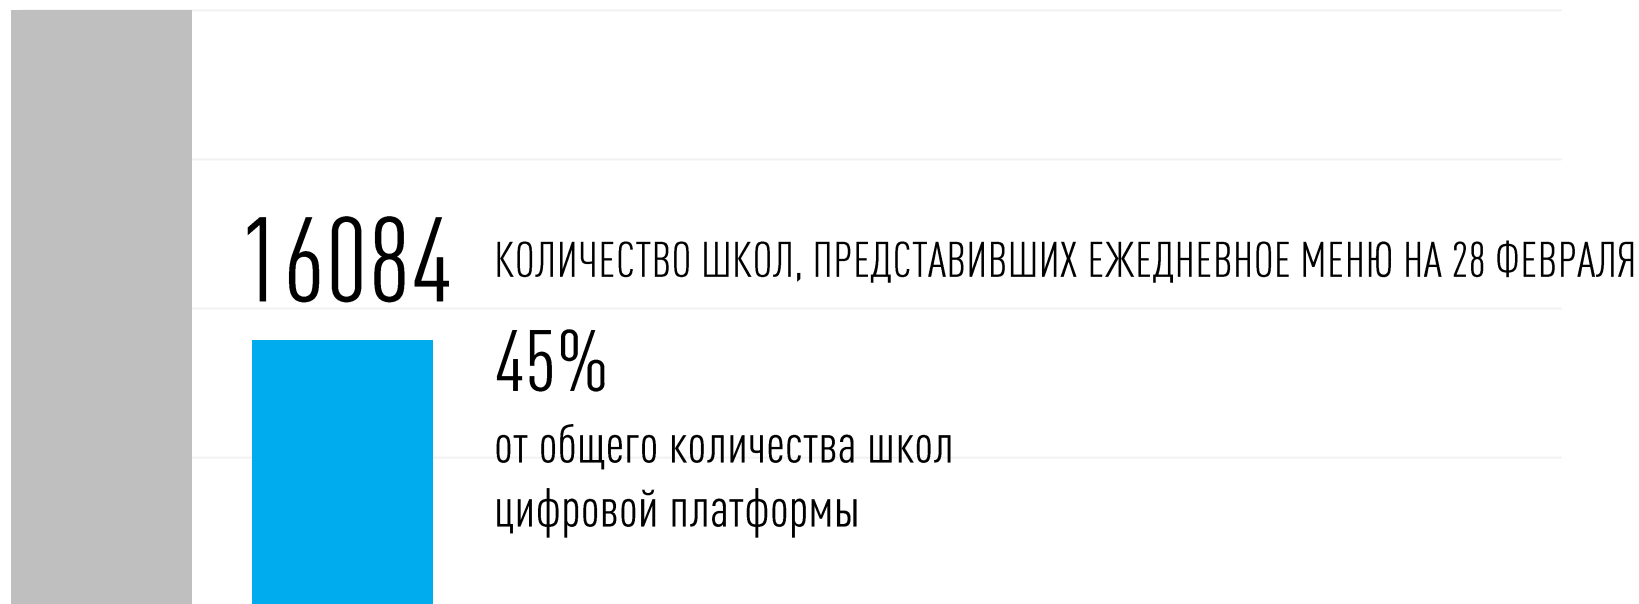 16084 КОЛИЧЕСТВО ШКОЛ, ПРЕДСТАВИВШИХ ЕЖЕДНЕВНОЕ МЕНЮ НА 28 ФЕВРАЛЯ
45%
от общего количества школ
цифровой платформы